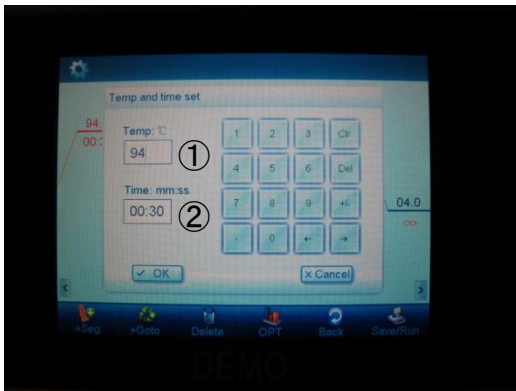 Temp and time set
94
00:
Temp: ℃
94
①
Time: mm:ss
00:30
②
1 2 3 Clr
4 5 6 Del
7 8 9 +/-
. 0 ← →
04.0
∞
✓ OK
× Cancel
< >
+Seg +Goto Delete OPT Back Save/Run
DEMO